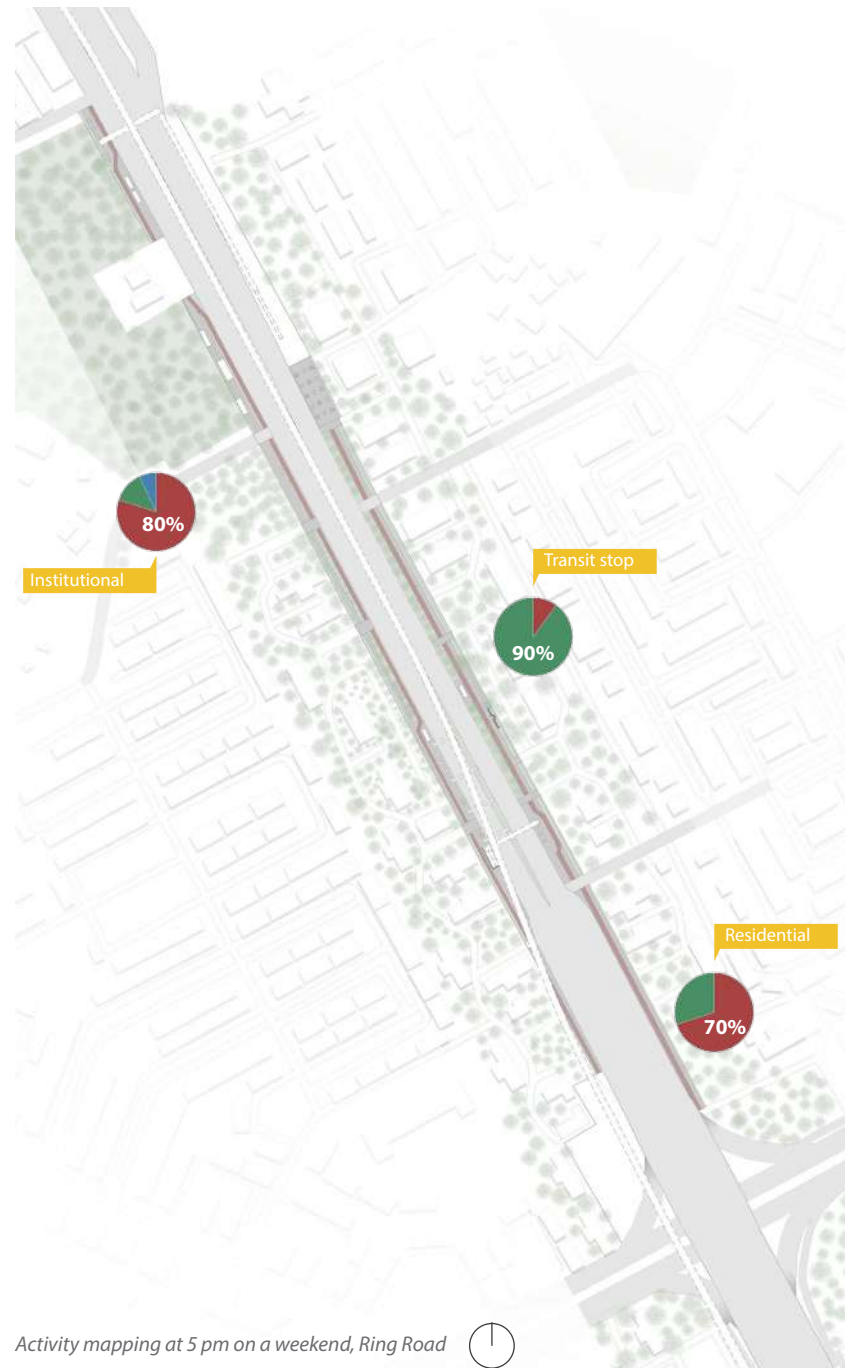 80%
Institutional
Transit stop
90%
Residential
70%
Activity mapping at 5 pm on a weekend, Ring Road